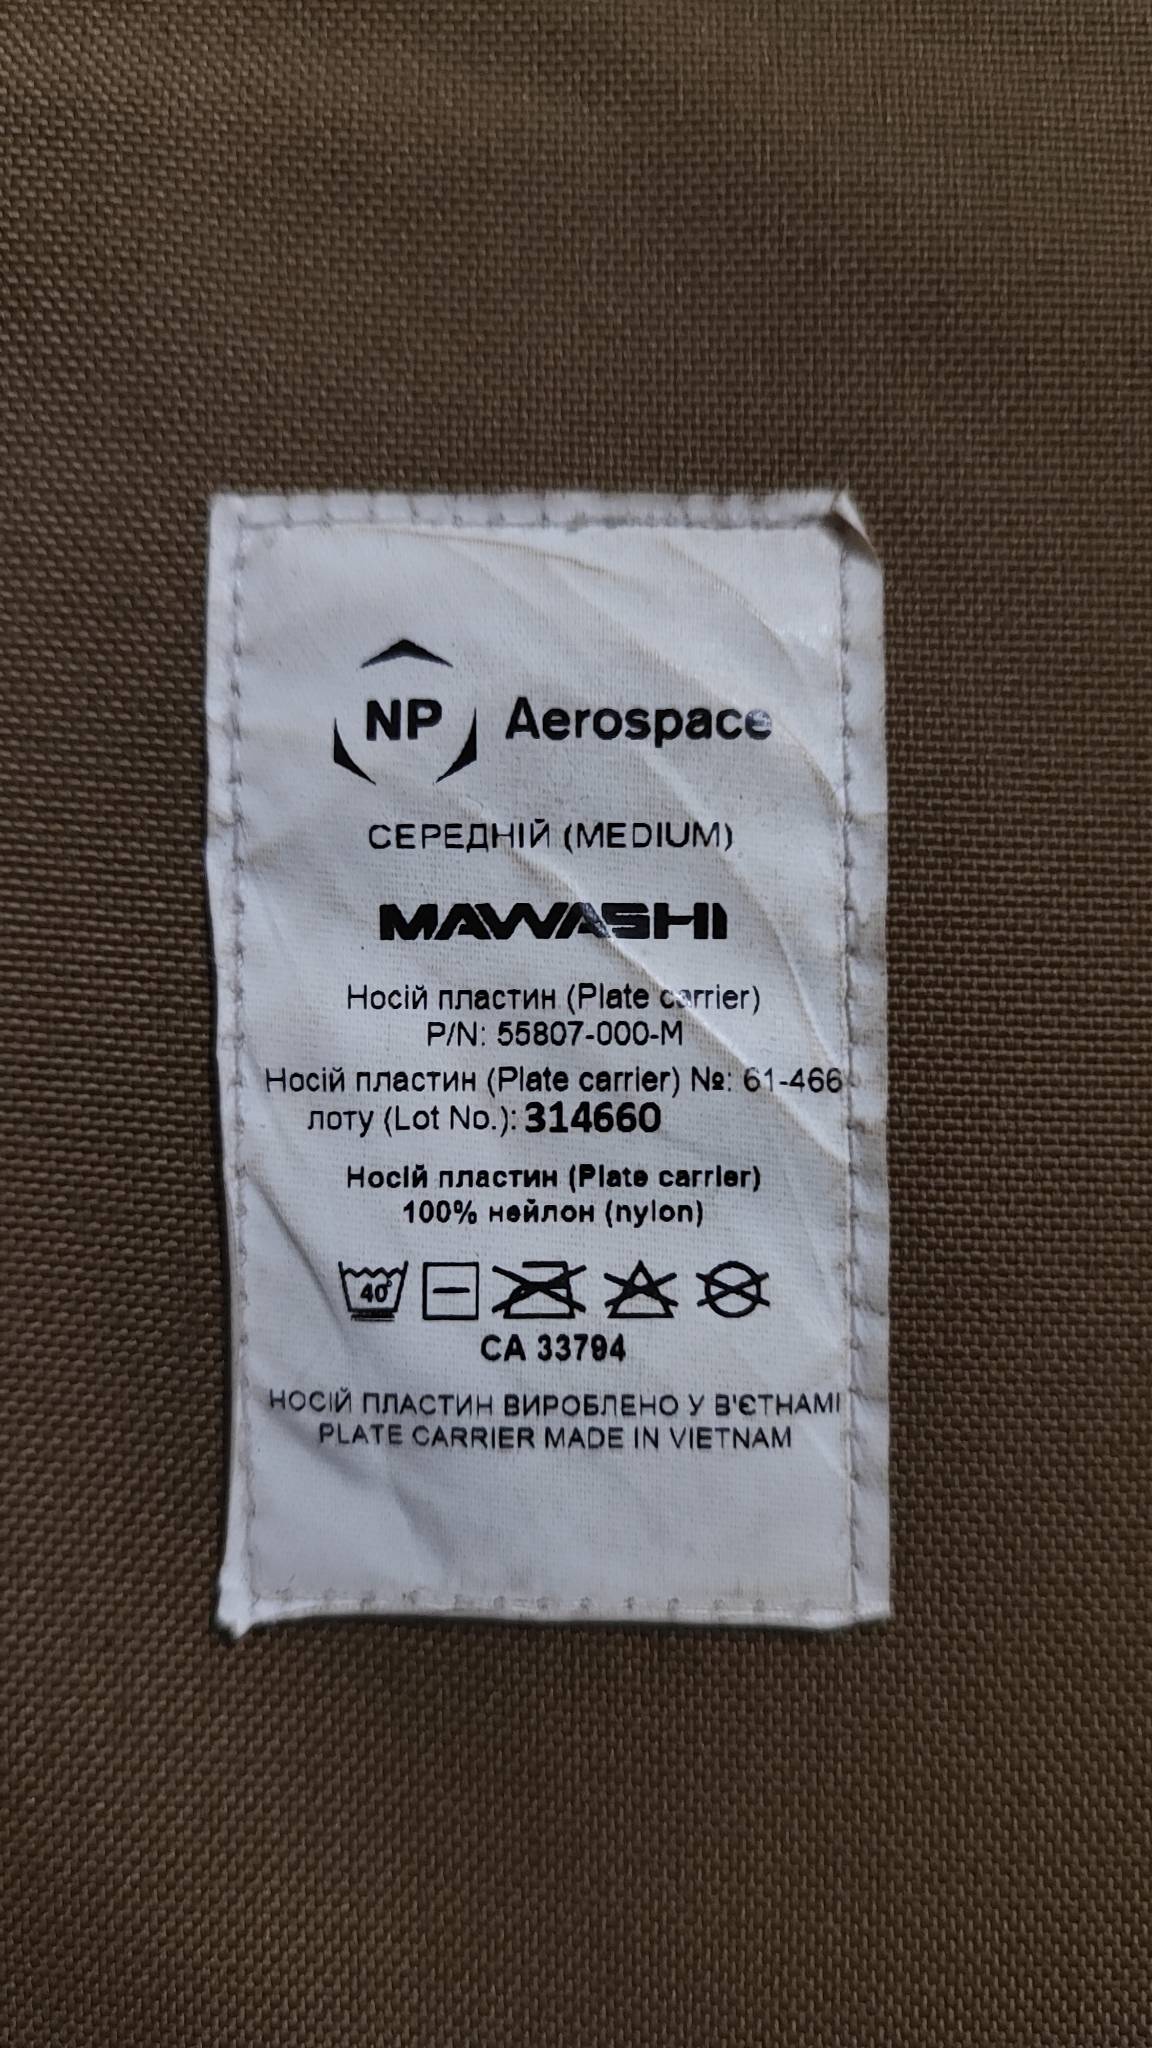 NP Aerospace
СЕРЕДНІЙ (MEDIUM)
MAWASHI
Носій пластин (Plate carrier)
P/N: 55807-000-M
Носій пластин (Plate carrier) №: 61-466
лоту (Lot No.): 314660
Носій пластин (Plate carrier)
100% нейлон (nylon)
40°
CA 33794
НОСІЙ ПЛАСТИН ВИРОБЛЕНО У В'ЄТНАМІ
PLATE CARRIER MADE IN VIETNAM